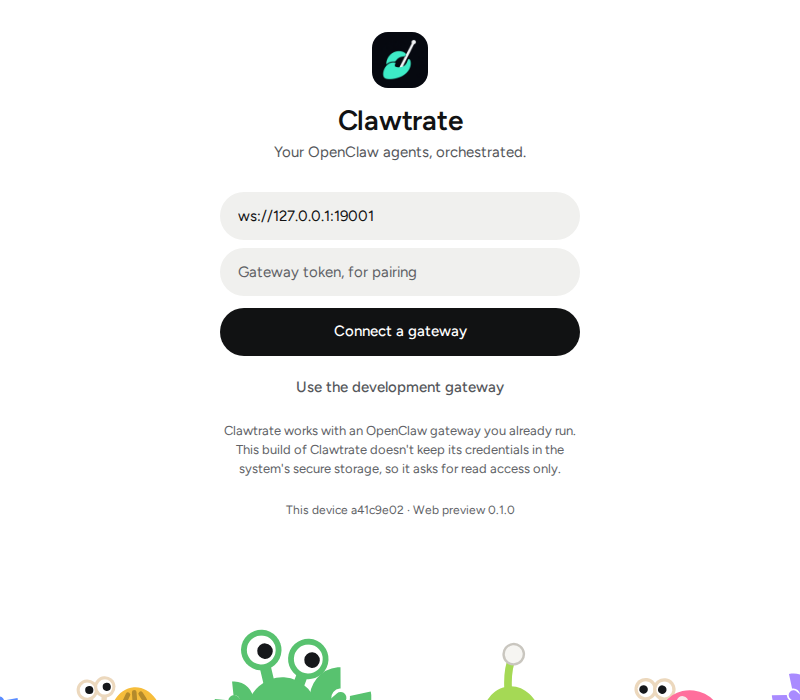 Clawtrate
Your OpenClaw agents, orchestrated.
ws://127.0.0.1:19001
Gateway token, for pairing
Connect a gateway
Use the development gateway
Clawtrate works with an OpenClaw gateway you already run.
This build of Clawtrate doesn't keep its credentials in the
system's secure storage, so it asks for read access only.
This device a41c9e02 · Web preview 0.1.0